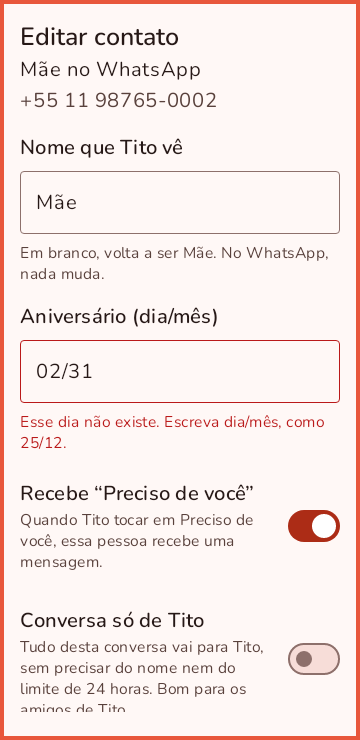 Editar contato
Mãe no WhatsApp
+55 11 98765-0002
Nome que Tito vê
Mãe
Em branco, volta a ser Mãe. No WhatsApp,
nada muda.
Aniversário (dia/mês)
02/31
Esse dia não existe. Escreva dia/mês, como
25/12.
Recebe “Preciso de você”
Quando Tito tocar em Preciso de
você, essa pessoa recebe uma
mensagem.
Conversa só de Tito
Tudo desta conversa vai para Tito,
sem precisar do nome nem do
limite de 24 horas. Bom para os
amigos de Tito